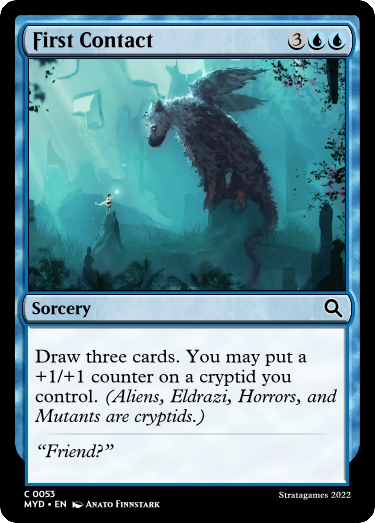 First Contact 3
Sorcery
Draw three cards. You may put a
+1/+1 counter on a cryptid you
control. (Aliens, Eldrazi, Horrors, and
Mutants are cryptids.)
“Friend?”
C 0053
MYD • EN Anato Finnstark
Stratagames 2022